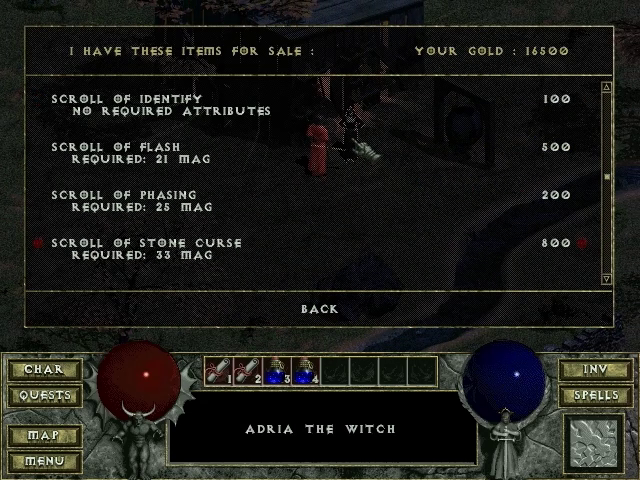 I HAVE THESE ITEMS FOR SALE : YOUR GOLD : 16500
SCROLL OF IDENTIFY 100
NO REQUIRED ATTRIBUTES
SCROLL OF FLASH 500
REQUIRED: 21 MAG
SCROLL OF PHASING 200
REQUIRED: 25 MAG
SCROLL OF STONE CURSE 800
REQUIRED: 33 MAG
BACK
CHAR
QUESTS
MAP
MENU
1 2 3 4
ADRIA THE WITCH
INV
SPELLS